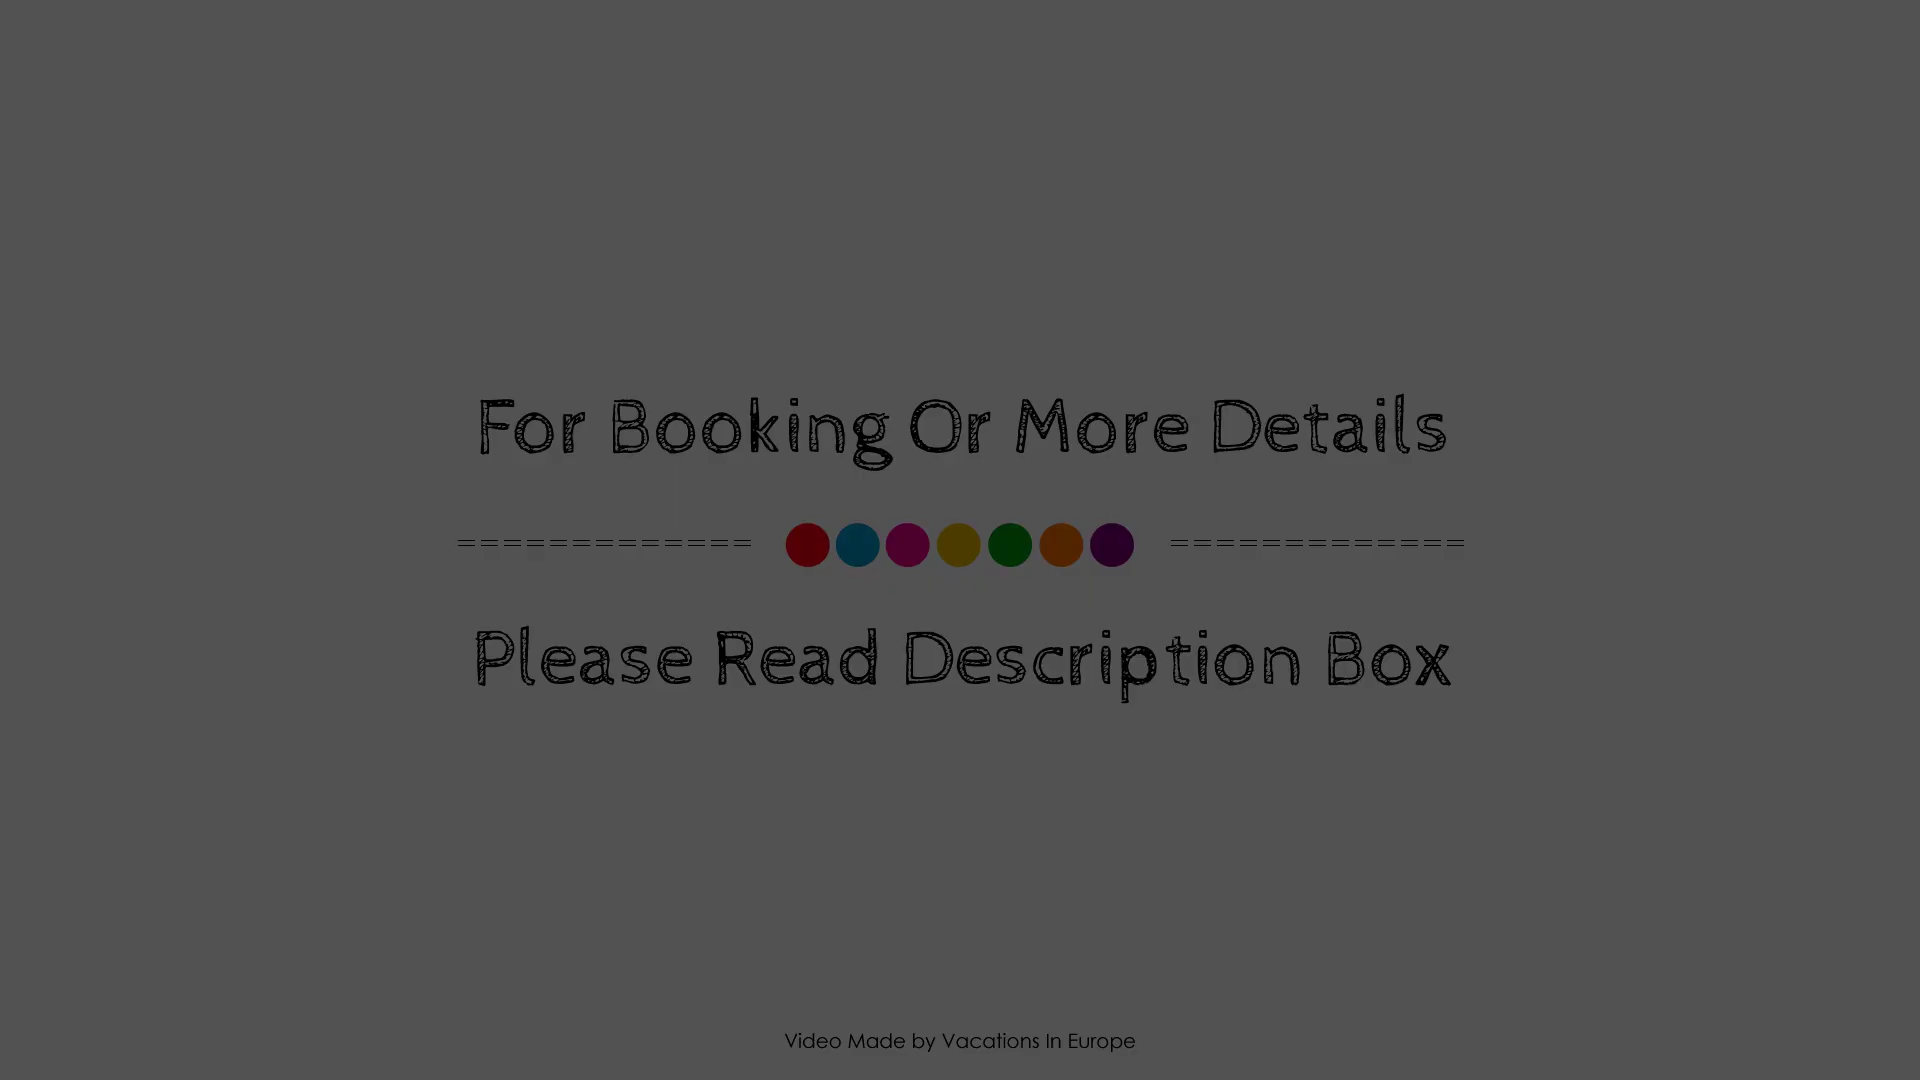 For Booking Or More Details
============= =============
Please Read Description Box
Video Made by Vacations In Europe